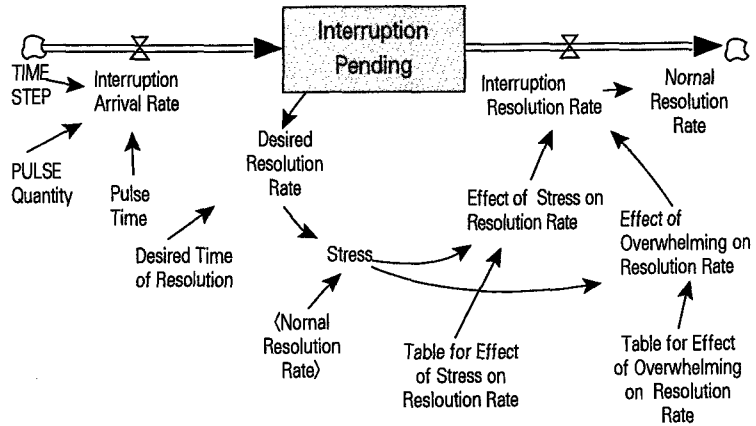 Interruption
Pending
TIME
STEP
Interruption
Arrival Rate
Interruption
Resolution Rate
Nornal
Resolution
Rate
PULSE
Quantity
Pulse
Time
Desired
Resolution
Rate
Desired Time
of Resolution
Effect of Stress on
Resolution Rate
Effect of
Overwhelming on
Resolution Rate
Stress
〈Nornal
Resolution
Rate〉
Table for Effect
of Stress on
Resloution Rate
Table for Effect
of Overwhelming
on Resolution
Rate